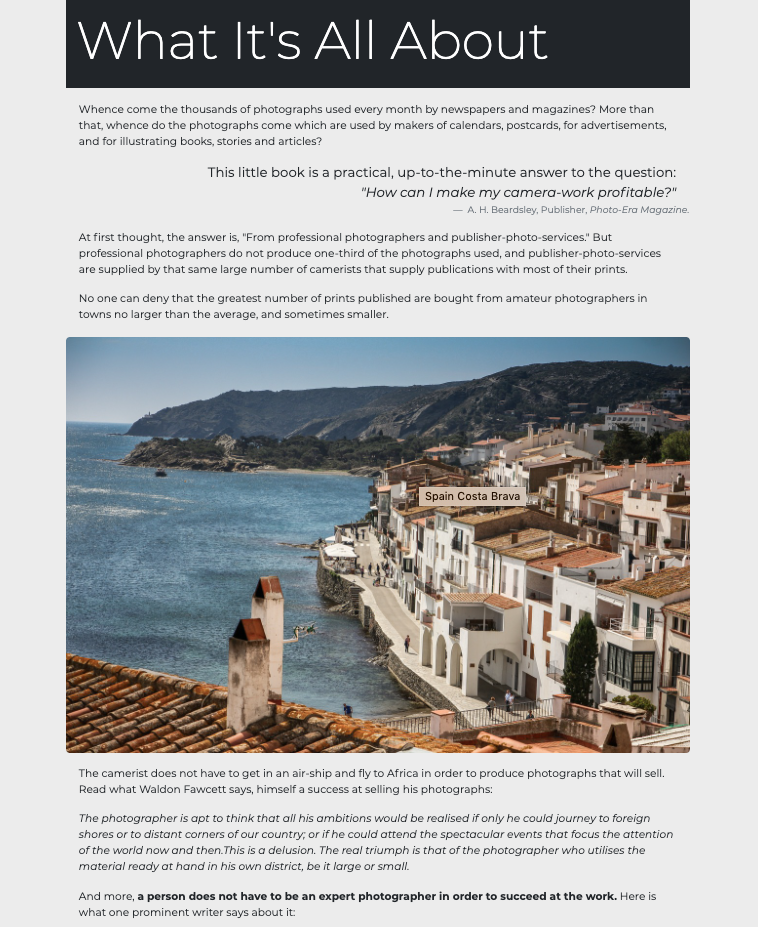 What It's All About
Whence come the thousands of photographs used every month by newspapers and magazines? More than
that, whence do the photographs come which are used by makers of calendars, postcards, for advertisements,
and for illustrating books, stories and articles?
This little book is a practical, up-to-the-minute answer to the question:
"How can I make my camera-work profitable?"
— A. H. Beardsley, Publisher, Photo-Era Magazine.
At first thought, the answer is, "From professional photographers and publisher-photo-services." But
professional photographers do not produce one-third of the photographs used, and publisher-photo-services
are supplied by that same large number of camerists that supply publications with most of their prints.
No one can deny that the greatest number of prints published are bought from amateur photographers in
towns no larger than the average, and sometimes smaller.
Spain Costa Brava
The camerist does not have to get in an air-ship and fly to Africa in order to produce photographs that will sell.
Read what Waldon Fawcett says, himself a success at selling his photographs:
The photographer is apt to think that all his ambitions would be realised if only he could journey to foreign
shores or to distant corners of our country; or if he could attend the spectacular events that focus the attention
of the world now and then.This is a delusion. The real triumph is that of the photographer who utilises the
material ready at hand in his own district, be it large or small.
And more, a person does not have to be an expert photographer in order to succeed at the work. Here is
what one prominent writer says about it: